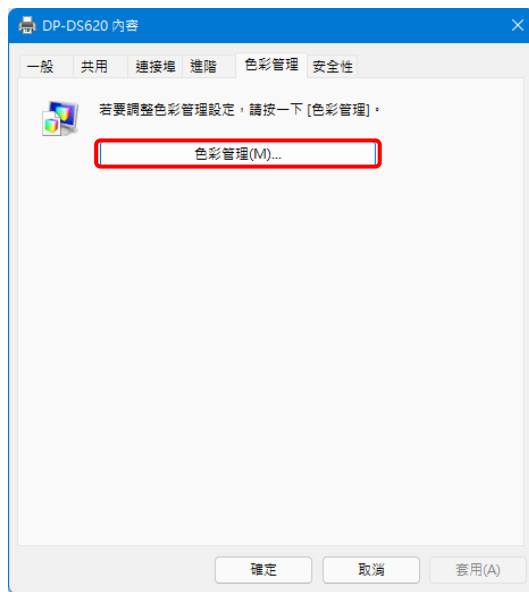 DP-DS620 內容
一般 共用 連接埠 進階 色彩管理 安全性
若要調整色彩管理設定，請按一下 [色彩管理]。
色彩管理(M)...
確定 取消 套用(A)